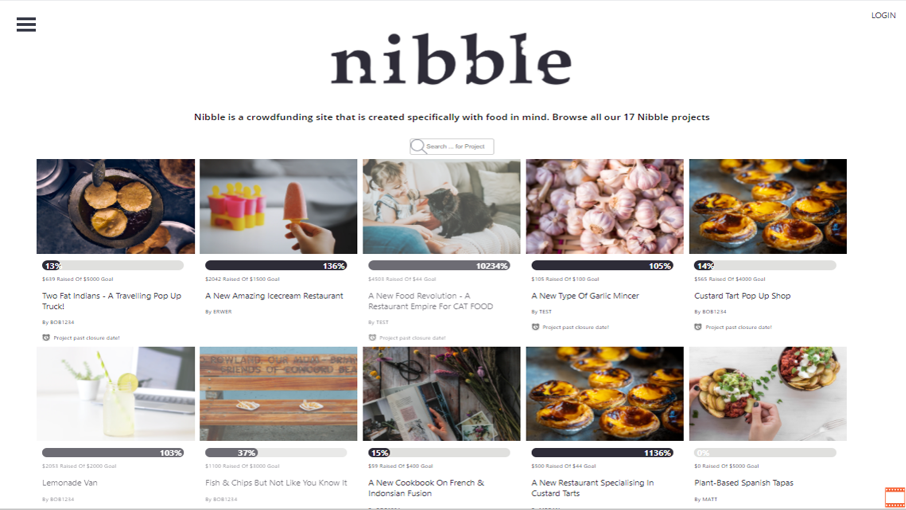 LOGIN
nibble
Nibble is a crowdfunding site that is created specifically with food in mind. Browse all our 17 Nibble projects
Search ... for Project
13%
136%
10234%
105%
14%
$639 Raised Of $5000 Goal
$2042 Raised Of $1500 Goal
$4503 Raised Of $44 Goal
$105 Raised Of $100 Goal
$565 Raised Of $4000 Goal
Two Fat Indians - A Travelling Pop Up
Truck!
A New Amazing Icecream Restaurant
A New Food Revolution - A
Restaurant Empire For CAT FOOD
A New Type Of Garlic Mincer
Custard Tart Pop Up Shop
By BOB1234
By ERWER
By TEST
By TEST
By BOB1234
Project past closure date!
Project past closure date!
Project past closure date!
Project past closure date!
103%
37%
15%
1136%
0%
$2055 Raised Of $2000 Goal
$1100 Raised Of $3000 Goal
$59 Raised Of $400 Goal
$500 Raised Of $44 Goal
$0 Raised Of $5000 Goal
Lemonade Van
Fish & Chips But Not Like You Know It
A New Cookbook On French &
Indonsian Fusion
A New Restaurant Specialising In
Custard Tarts
Plant-Based Spanish Tapas
By BOB1234
By BOB1234
By MATT